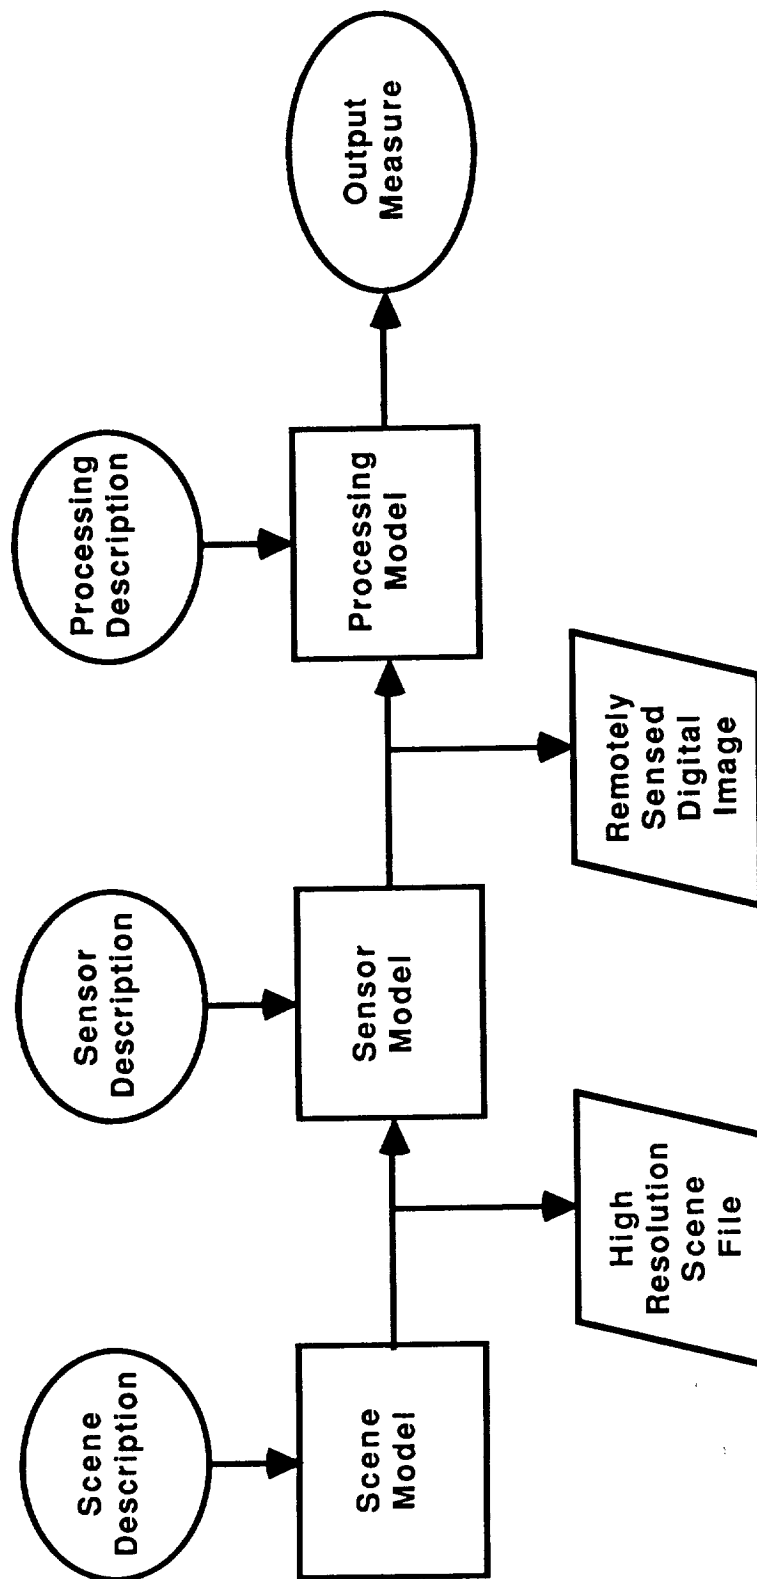 Scene
Description
Sensor
Description
Processing
Description
Scene
Model
Sensor
Model
Processing
Model
Output
Measure
High
Resolution
Scene
File
Remotely
Sensed
Digital
Image